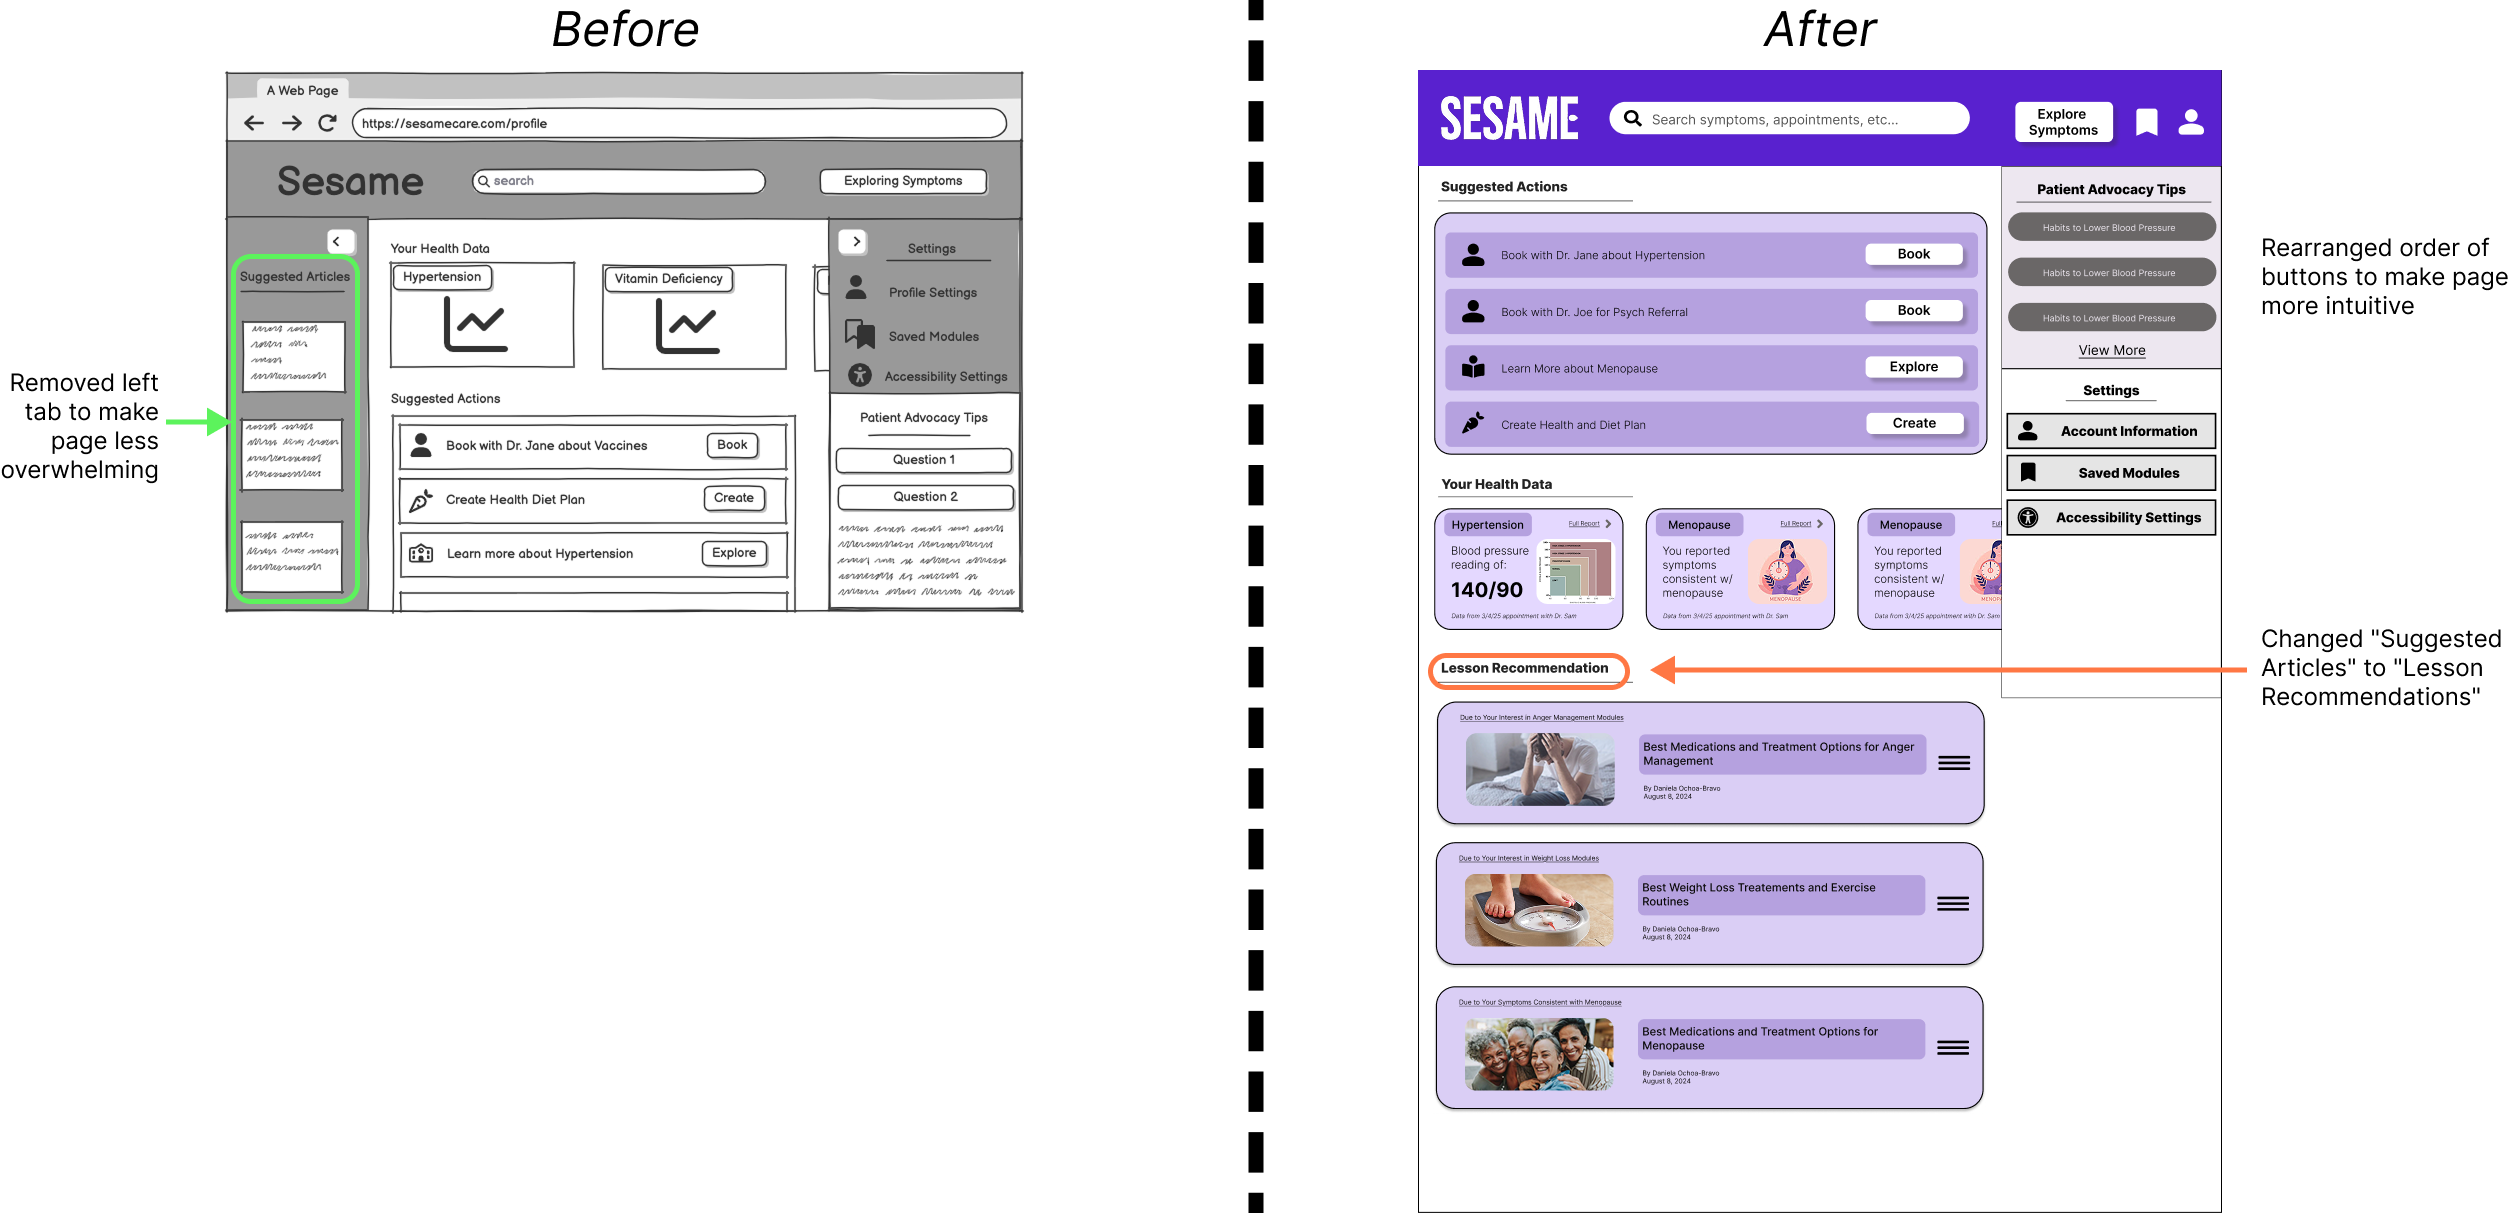 Before
After
A Web Page
https://sesamecare.com/profile
Sesame
search
Exploring Symptoms
Suggested Articles
Your Health Data
Hypertension
Vitamin Deficiency
Suggested Actions
Book with Dr. Jane about Vaccines
Book
Create Health Diet Plan
Create
Learn more about Hypertension
Explore
Settings
Profile Settings
Saved Modules
Accessibility Settings
Patient Advocacy Tips
Question 1
Question 2
Removed left
tab to make
page less
overwhelming
SESAME
Search symptoms, appointments, etc...
Explore
Symptoms
Suggested Actions
Book with Dr. Jane about Hypertension
Book
Book with Dr. Joe for Psych Referral
Book
Learn More about Menopause
Explore
Create Health and Diet Plan
Create
Your Health Data
Hypertension
Full Report
Blood pressure
reading of:
140/90
Data from 3/4/25 appointment with Dr. Sam
Menopause
Full Report
You reported
symptoms
consistent w/
menopause
MENOPAUSE
Data from 3/4/25 appointment with Dr. Sam
Menopause
You reported
symptoms
consistent w/
menopause
Data from 3/4/25 appointment with Dr. Sam
Lesson Recommendation
Due to Your Interest in Anger Management Modules
Best Medications and Treatment Options for Anger
Management
By Daniela Ochoa-Bravo
August 8, 2024
Due to Your Interest in Weight Loss Modules
Best Weight Loss Treatements and Exercise
Routines
By Daniela Ochoa-Bravo
August 8, 2024
Due to Your Symptoms Consistent with Menopause
Best Medications and Treatment Options for
Menopause
By Daniela Ochoa-Bravo
August 8, 2024
Patient Advocacy Tips
Habits to Lower Blood Pressure
Habits to Lower Blood Pressure
Habits to Lower Blood Pressure
View More
Settings
Account Information
Saved Modules
Accessibility Settings
Rearranged order of
buttons to make page
more intuitive
Changed "Suggested
Articles" to "Lesson
Recommendations"